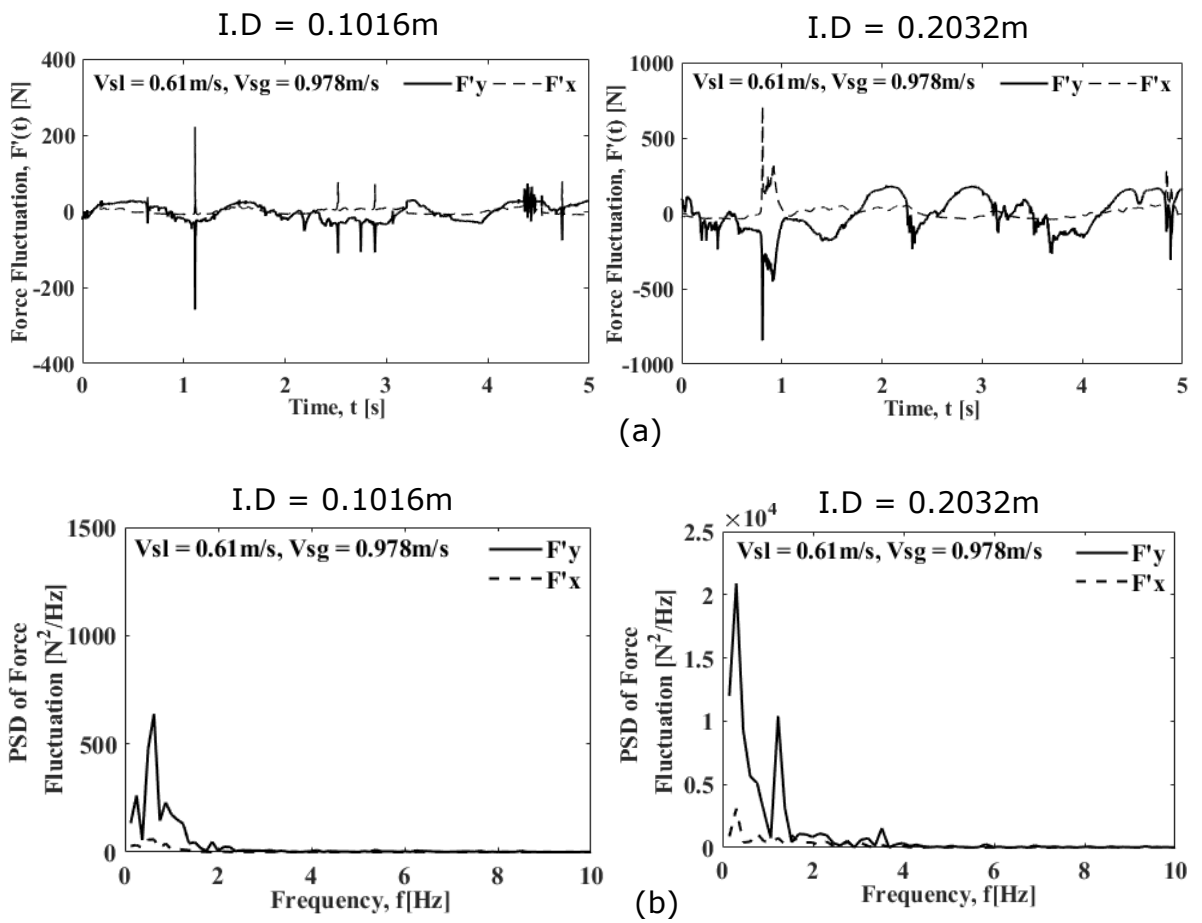 I.D = 0.1016m
Force Fluctuation, F'(t) [N]
400
200
0
-200
-400
Vsl = 0.61m/s, Vsg = 0.978m/s
F'y
F'x
0 1 2 3 4 5
Time, t [s]
I.D = 0.2032m
Force Fluctuation, F'(t) [N]
1000
500
0
-500
-1000
Vsl = 0.61m/s, Vsg = 0.978m/s
F'y
F'x
0 1 2 3 4 5
Time, t [s]
(a)
I.D = 0.1016m
PSD of Force
Fluctuation [N²/Hz]
1500
1000
500
0
Vsl = 0.61m/s, Vsg = 0.978m/s
F'y
F'x
0 2 4 6 8 10
Frequency, f[Hz]
I.D = 0.2032m
×10⁴
PSD of Force
Fluctuation [N²/Hz]
2.5
2
1.5
1
0.5
0
Vsl = 0.61m/s, Vsg = 0.978m/s
F'y
F'x
0 2 4 6 8 10
Frequency, f[Hz]
(b)